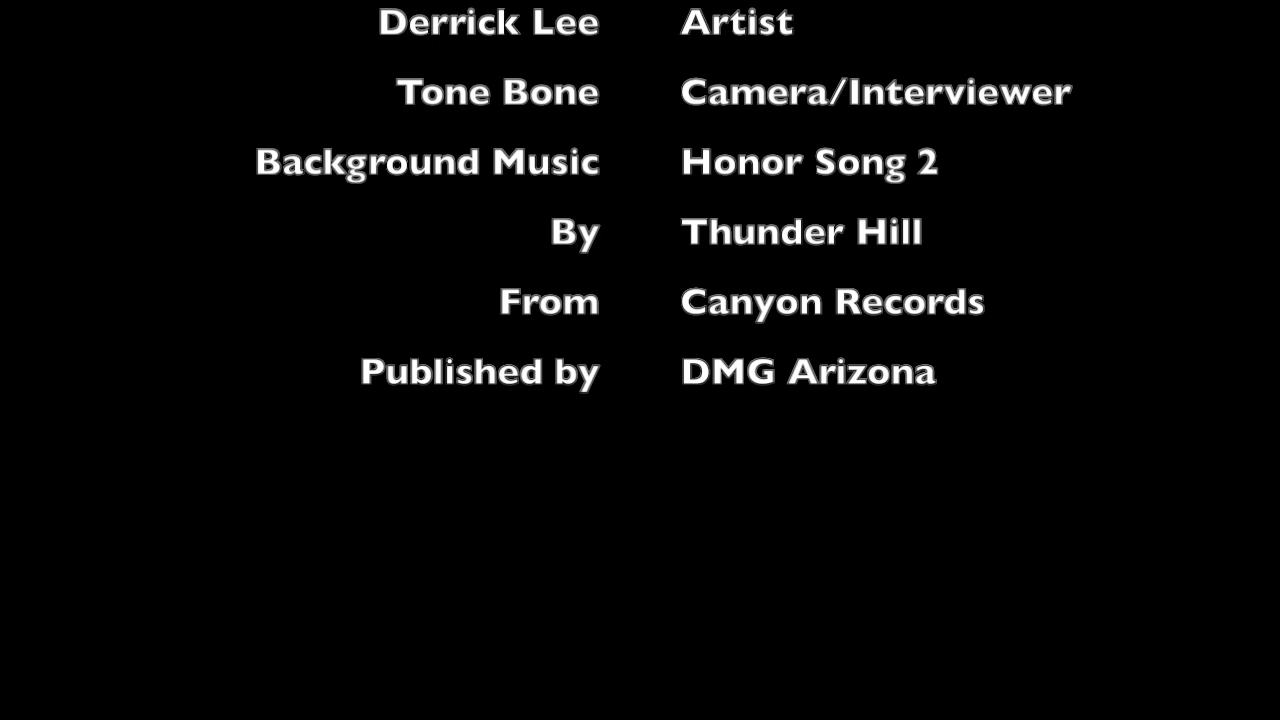 Derrick Lee Artist
Tone Bone Camera/Interviewer
Background Music Honor Song 2
By Thunder Hill
From Canyon Records
Published by DMG Arizona